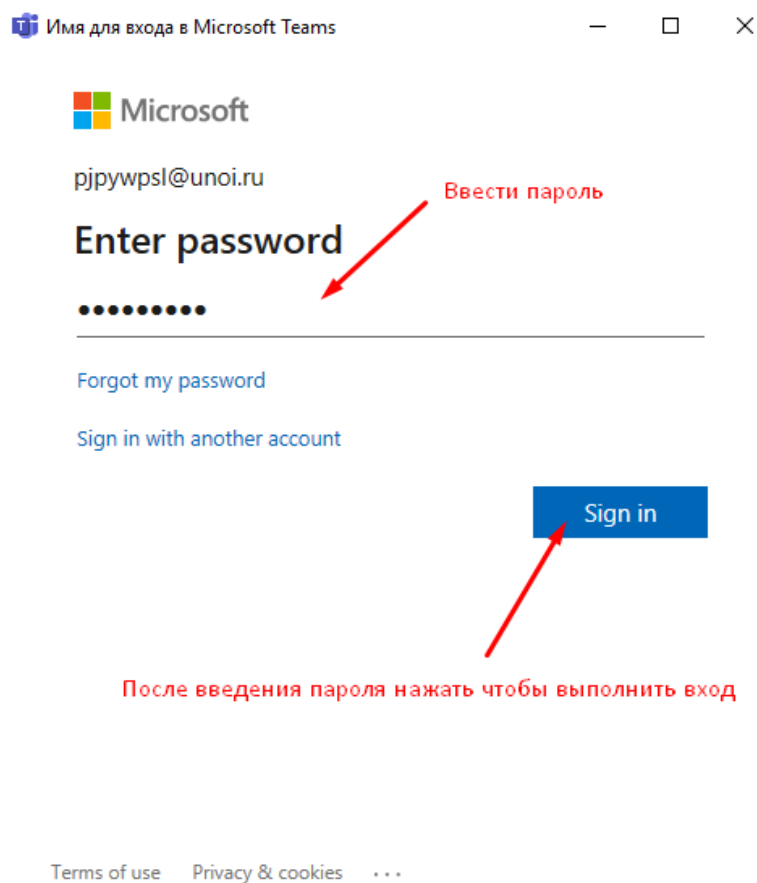 Имя для входа в Microsoft Teams
Microsoft
pjpywpsl@unoi.ru
Ввести пароль
Enter password
•••••••••
Forgot my password
Sign in with another account
Sign in
После введения пароля нажать чтобы выполнить вход
Terms of use Privacy & cookies ...